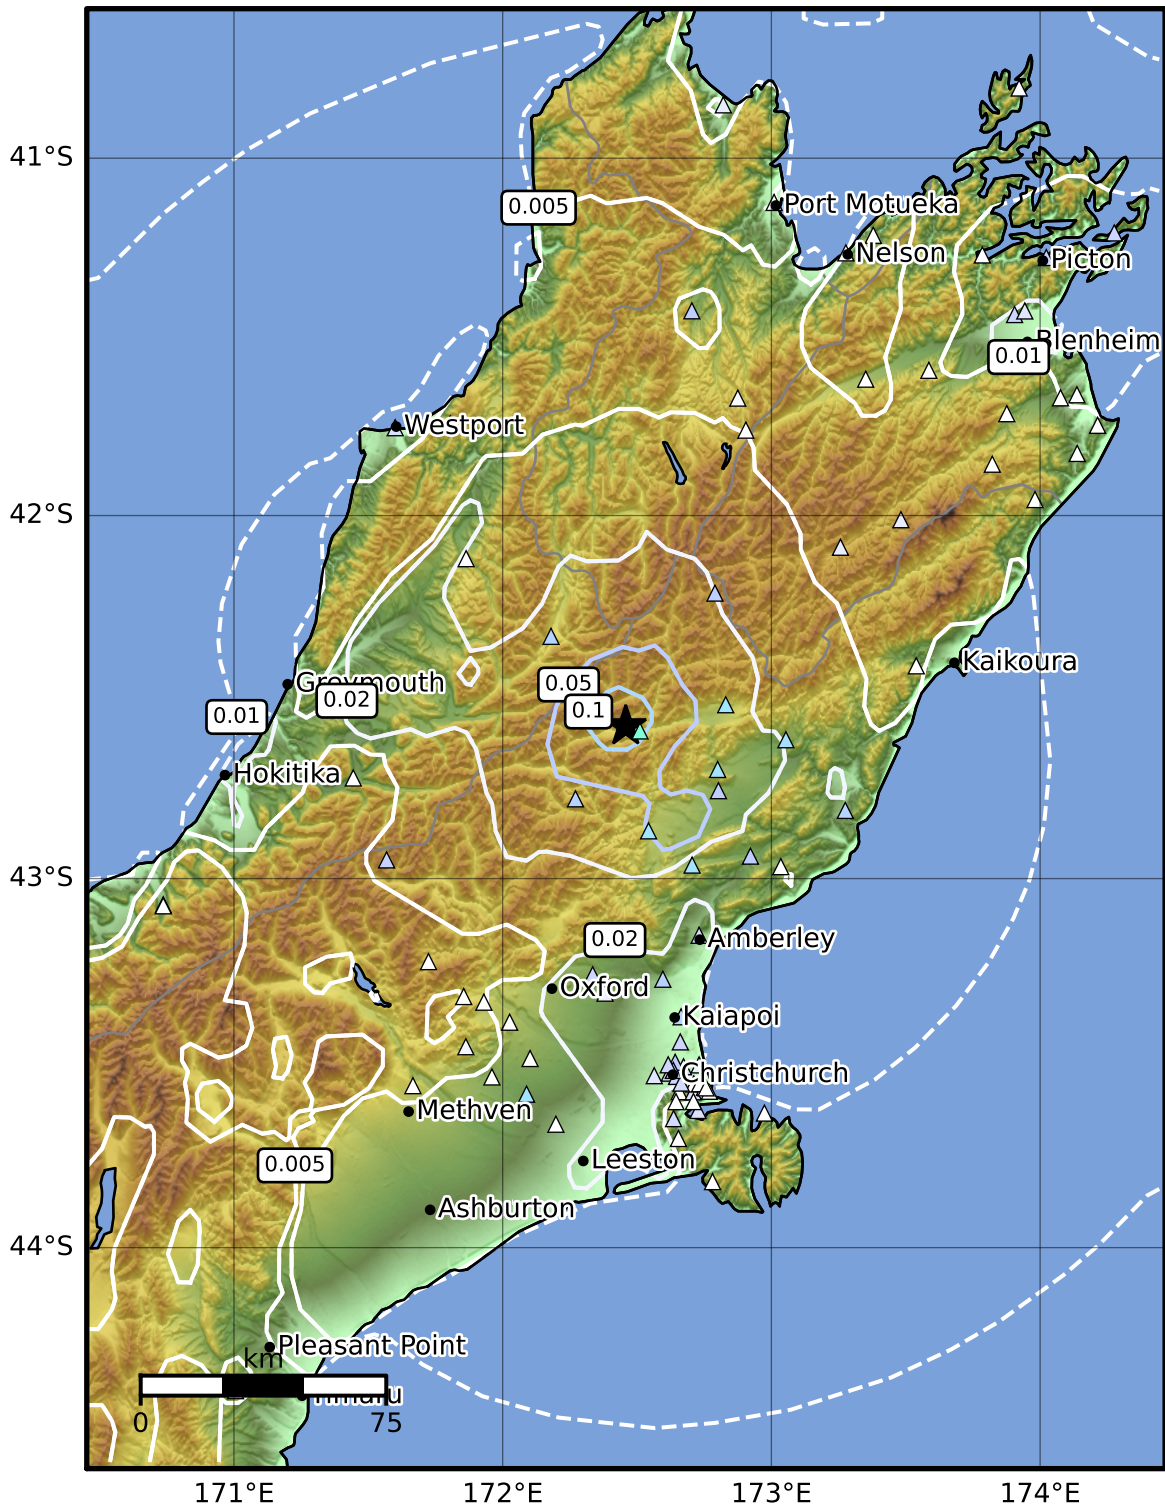 41°S
0.005
Port Motueka
Nelson
Picton
Blenheim
0.01
Westport
42°S
Kaikoura
Greymouth
0.05
0.02
0.1
0.01
Hokitika
43°S
0.02
Amberley
Oxford
Kaiapoi
Christchurch
Methven
0.005
Leeston
Ashburton
44°S
Pleasant Point
km
Timaru
0
75
171°E
172°E
173°E
174°E